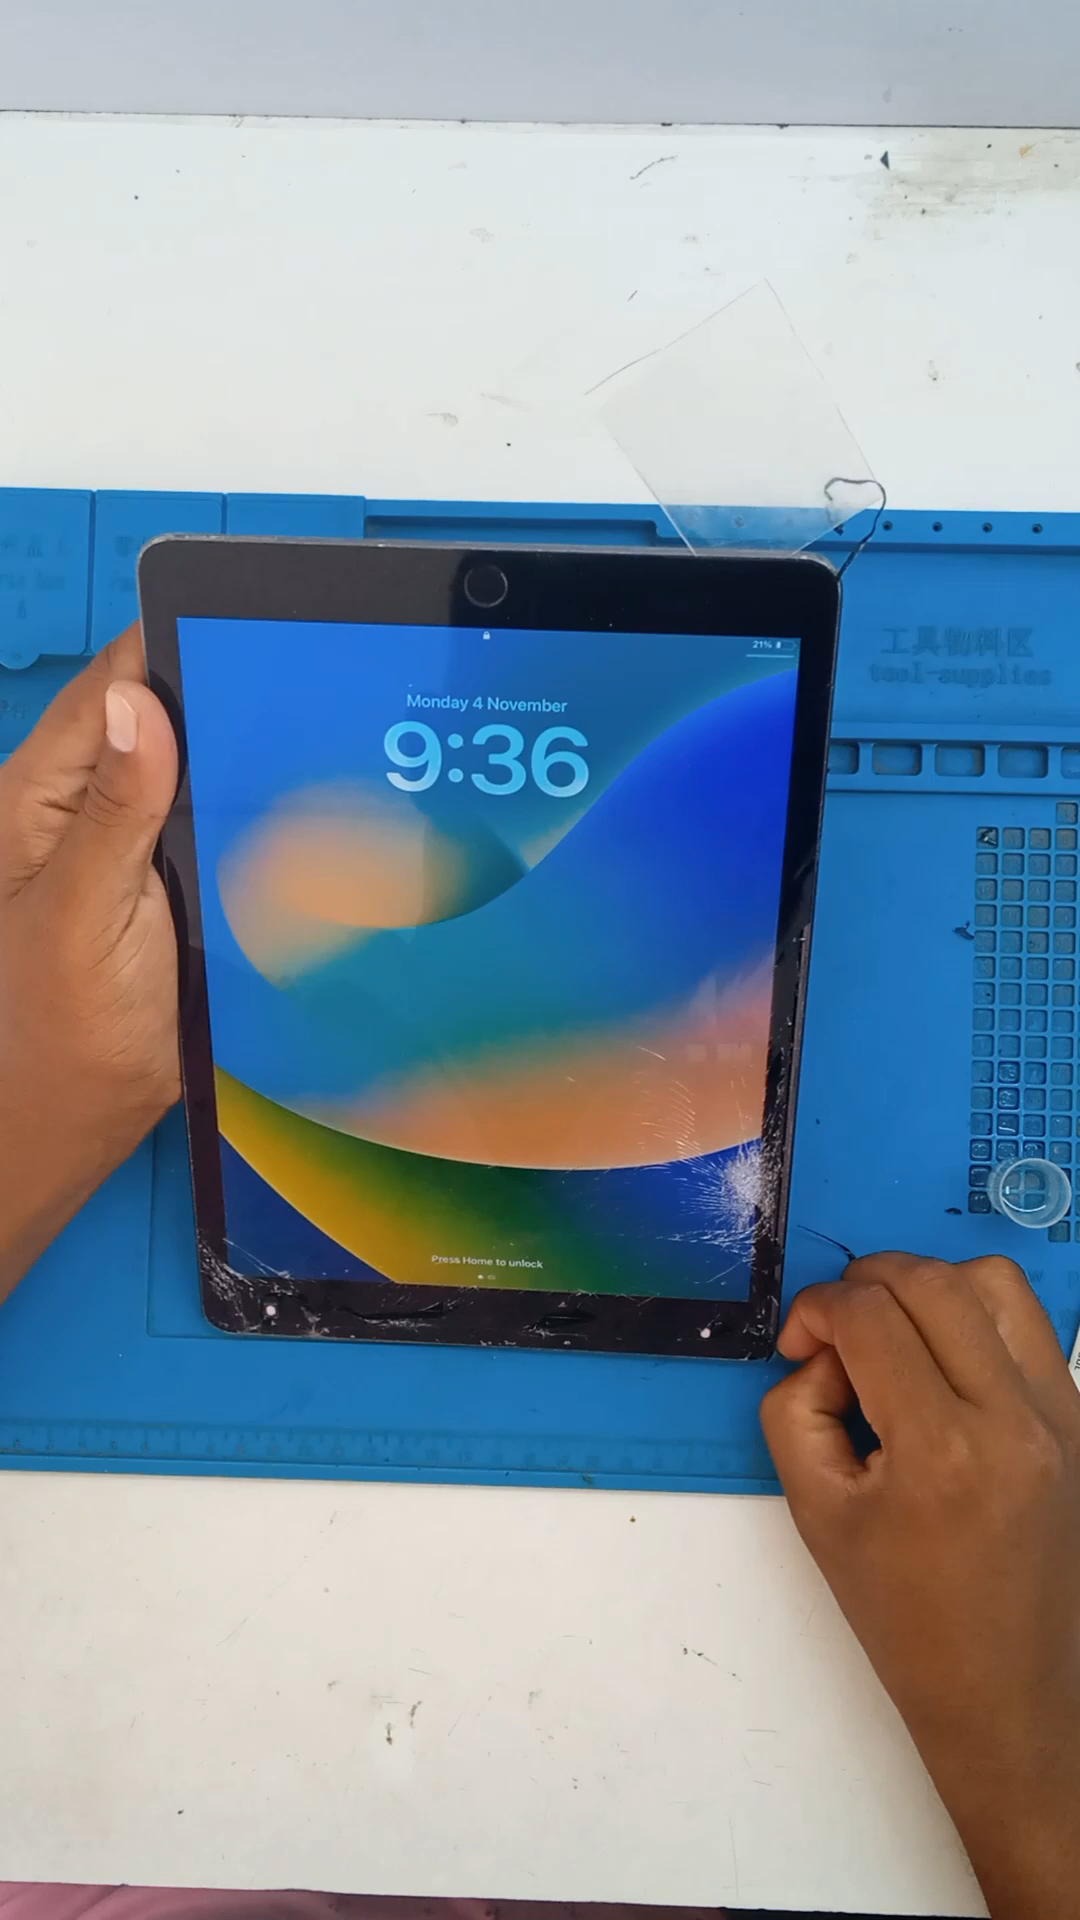 21%
Monday 4 November
9:36
工具物料区
tool-supplies
Press Home to unlock